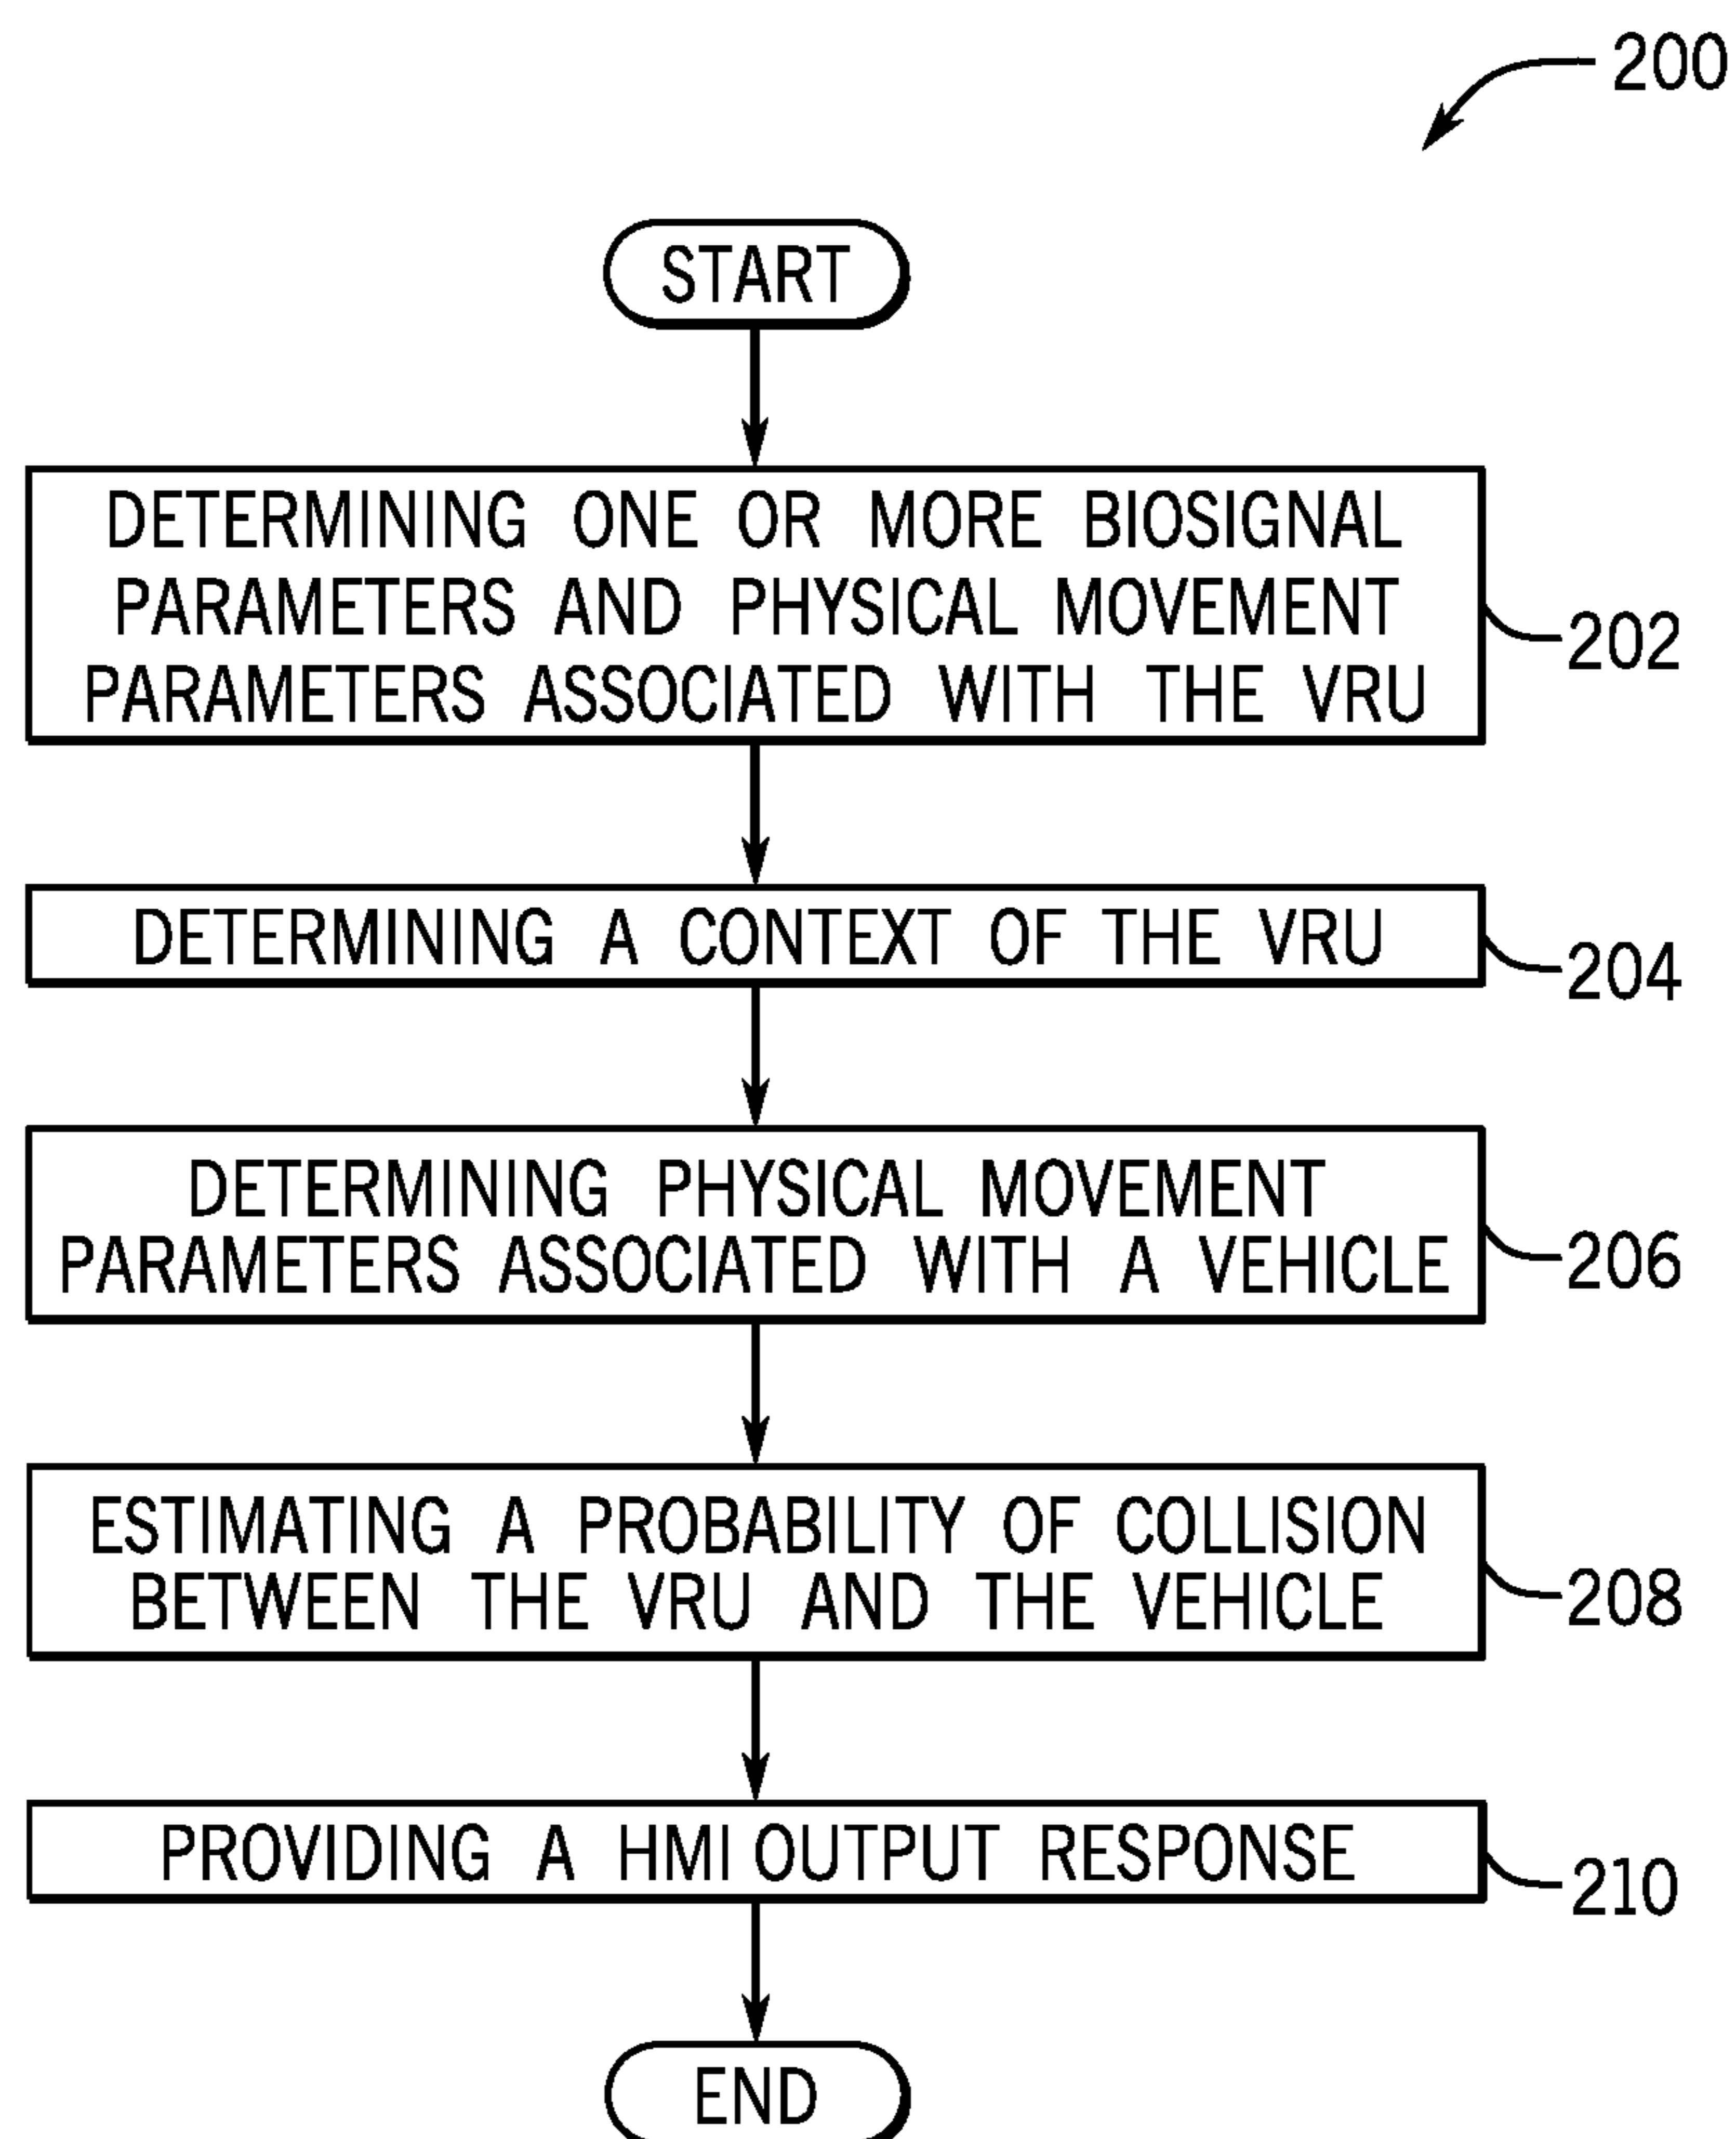 200
START
DETERMINING ONE OR MORE BIOSIGNAL
PARAMETERS AND PHYSICAL MOVEMENT
PARAMETERS ASSOCIATED WITH THE VRU
202
DETERMINING A CONTEXT OF THE VRU
204
DETERMINING PHYSICAL MOVEMENT
PARAMETERS ASSOCIATED WITH A VEHICLE
206
ESTIMATING A PROBABILITY OF COLLISION
BETWEEN THE VRU AND THE VEHICLE
208
PROVIDING A HMI OUTPUT RESPONSE
210
END